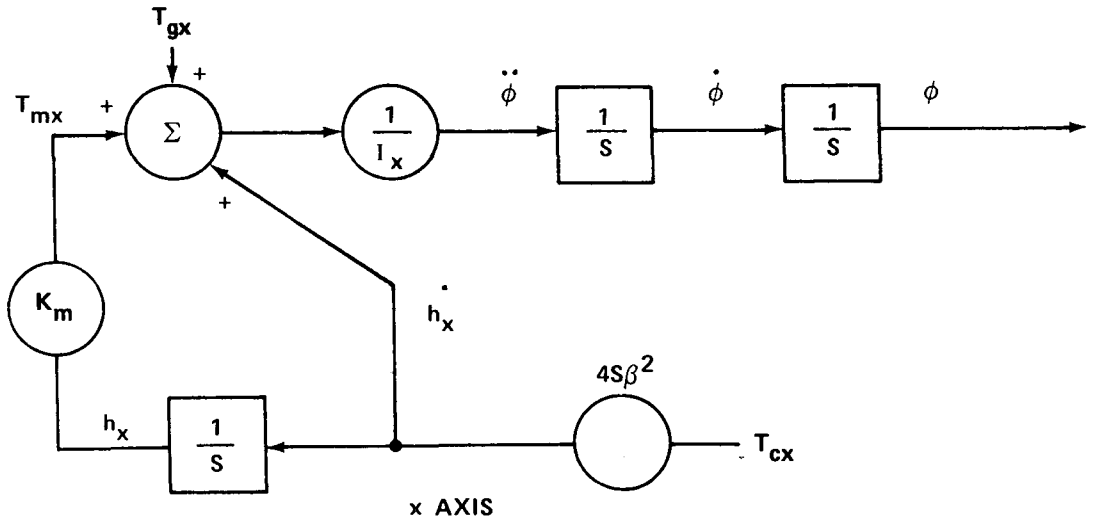 T_gx
+
T_mx
+
Σ
+
1/I_x
φ̈
1/S
φ̇
1/S
φ
K_m
ḣ_x
h_x
1/S
4Sβ²
T_cx
x AXIS